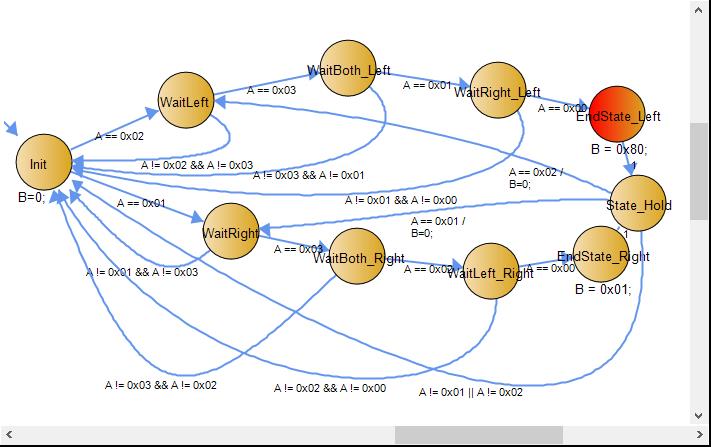 WaitBoth_Left
A == 0x03
A == 0x01
WaitLeft
WaitRight_Left
A == 0x00
EndState_Left
A == 0x02
B = 0x80;
Init
A != 0x02 && A != 0x03
A != 0x03 && A != 0x01
A == 0x02 /
B=0;
1
B=0;
A != 0x01 && A != 0x00
A == 0x01
State_Hold
A == 0x01 /
B=0;
WaitRight
1
A == 0x03
WaitBoth_Right
EndState_Right
A == 0x02
WaitLeft_Right
A == 0x00
A != 0x01 && A != 0x03
B = 0x01;
A != 0x03 && A != 0x02
A != 0x02 && A != 0x00
A != 0x01 || A != 0x02